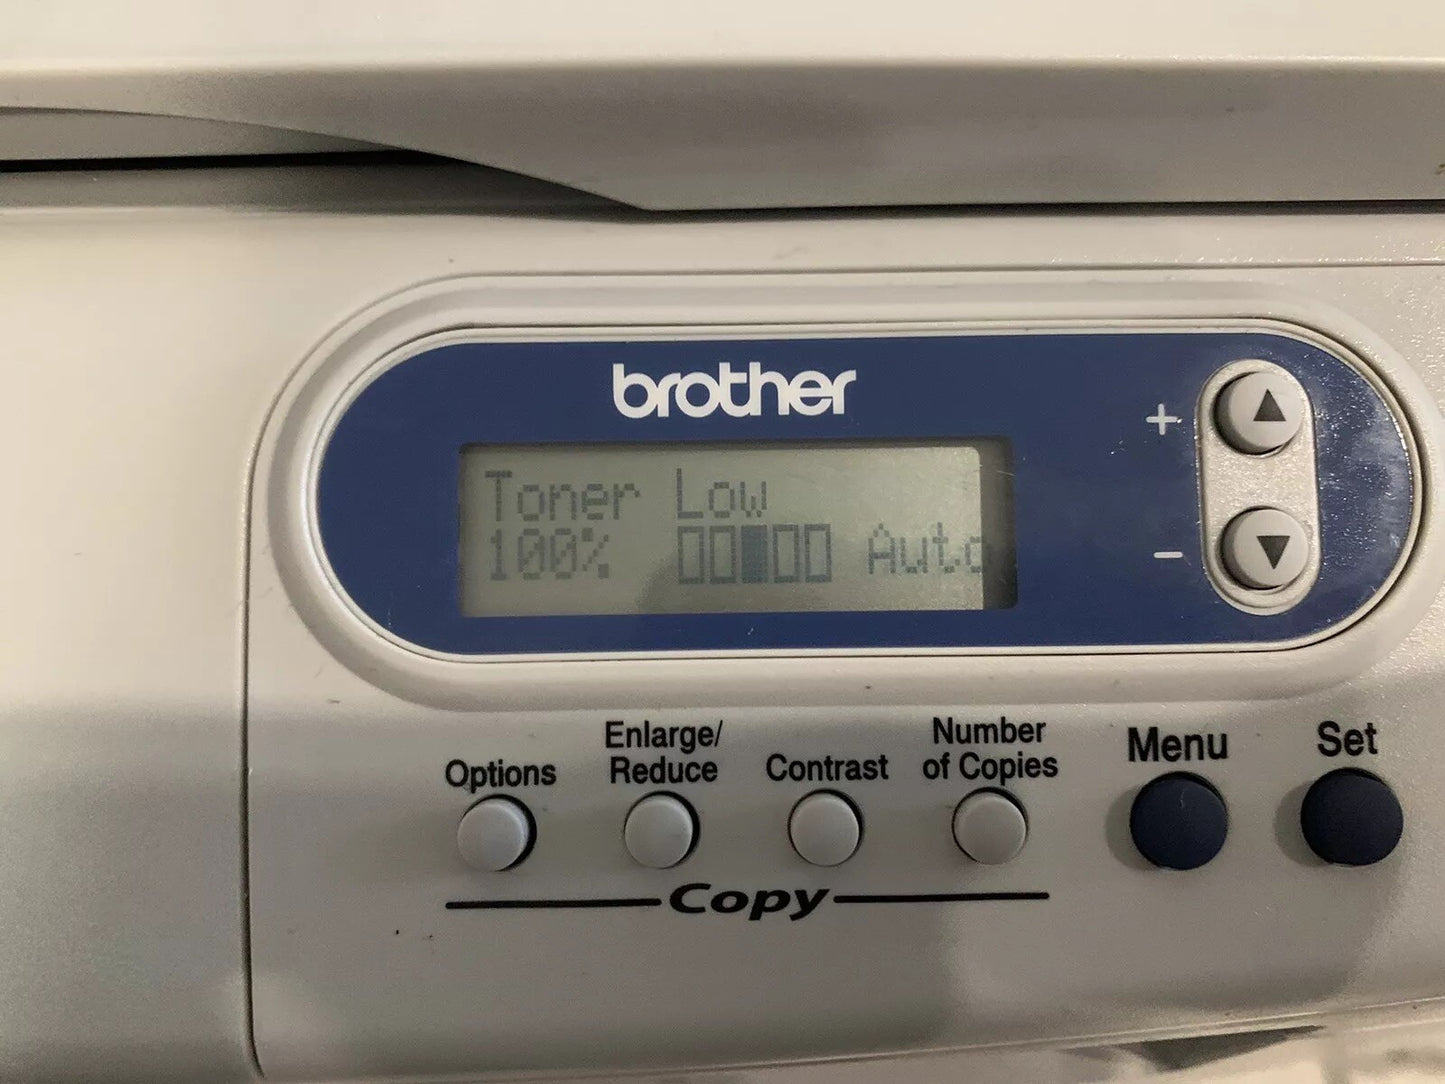 brother
Toner Low
100% Auto
+
-
Options
Enlarge/
Reduce
Contrast
Number
of Copies
Menu
Set
Copy